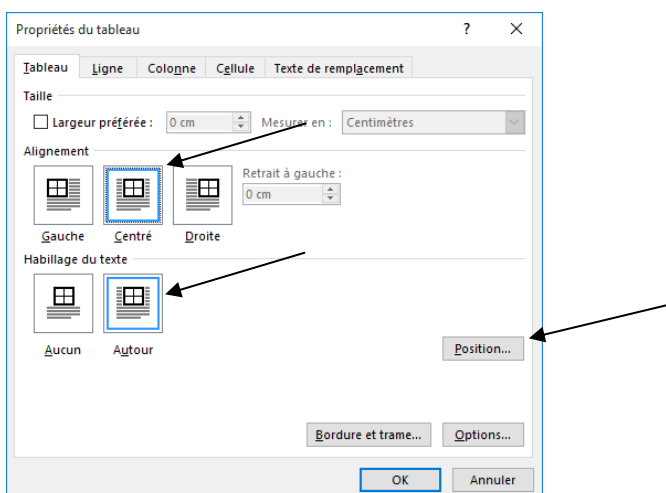 Propriétés du tableau ? ×
Tableau Ligne Colonne Cellule Texte de remplacement
Taille
Largeur préférée : 0 cm Mesurer en : Centimètres
Alignement
Retrait à gauche :
0 cm
Gauche Centré Droite
Habillage du texte
Aucun Autour
Position...
Bordure et trame... Options...
OK Annuler